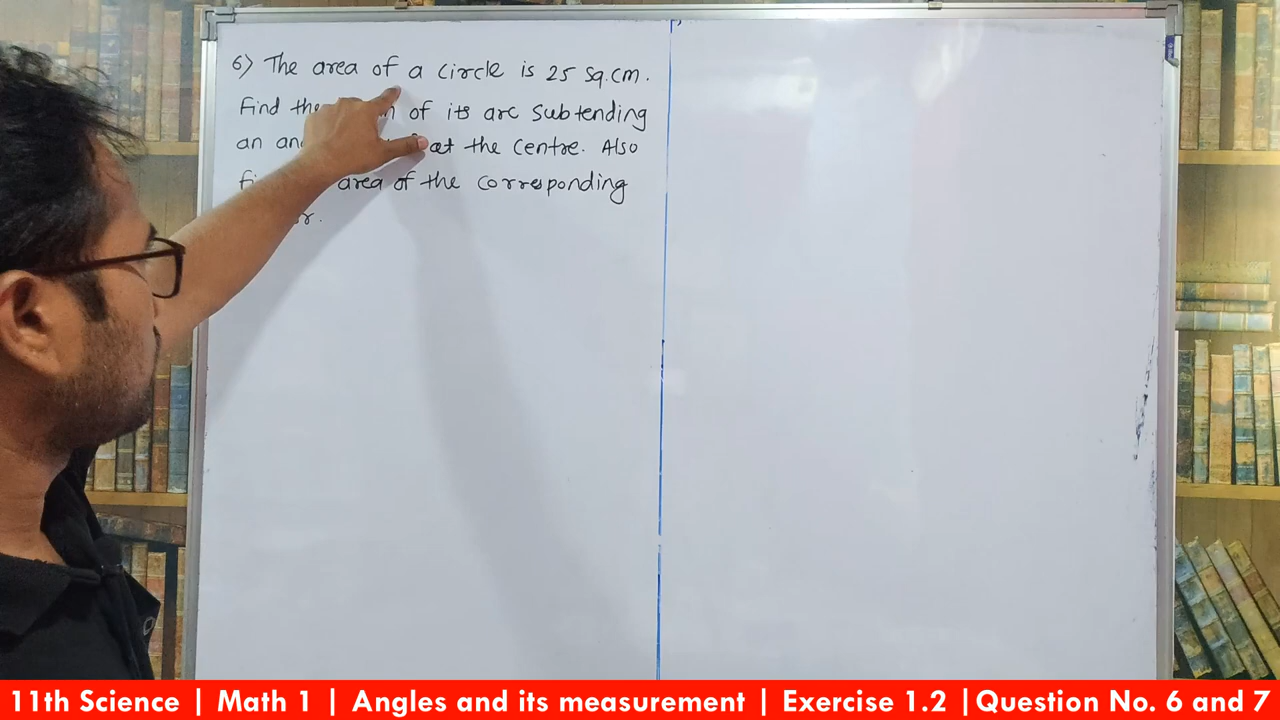 6) The area of a circle is 25 sq.cm.
Find the of its arc subtending
an at the centre. Also
area of the corresponding
11th Science | Math 1 | Angles and its measurement | Exercise 1.2 |Question No. 6 and 7